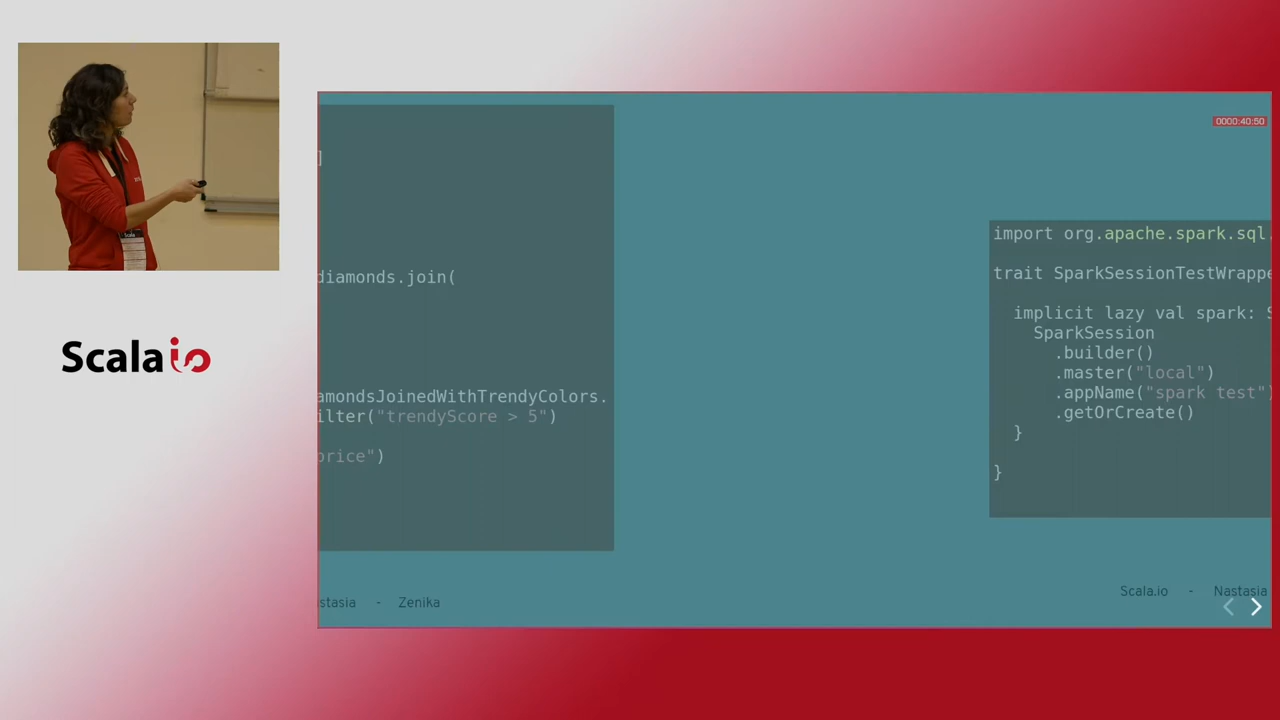 0000:40:50
]
diamonds.join(
amondsJoinedWithTrendyColors.
ilter("trendyScore > 5")
price")
import org.apache.spark.sql.
trait SparkSessionTestWrappe
implicit lazy val spark: S
SparkSession
.builder()
.master("local")
.appName("spark test")
.getOrCreate()
}
}
Scala.io - Nastasia
stasia - Zenika
Scala io